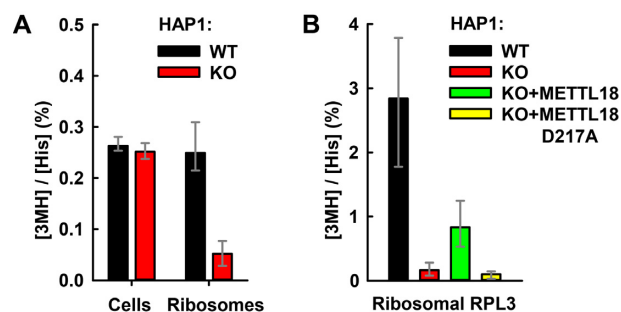 A
HAP1:
WT
KO
[3MH] / [His] (%)
0.5
0.4
0.3
0.2
0.1
0.0
Cells
Ribosomes
B
HAP1:
WT
KO
KO+METTL18
KO+METTL18
D217A
[3MH] / [His] (%)
4
3
2
1
0
Ribosomal RPL3